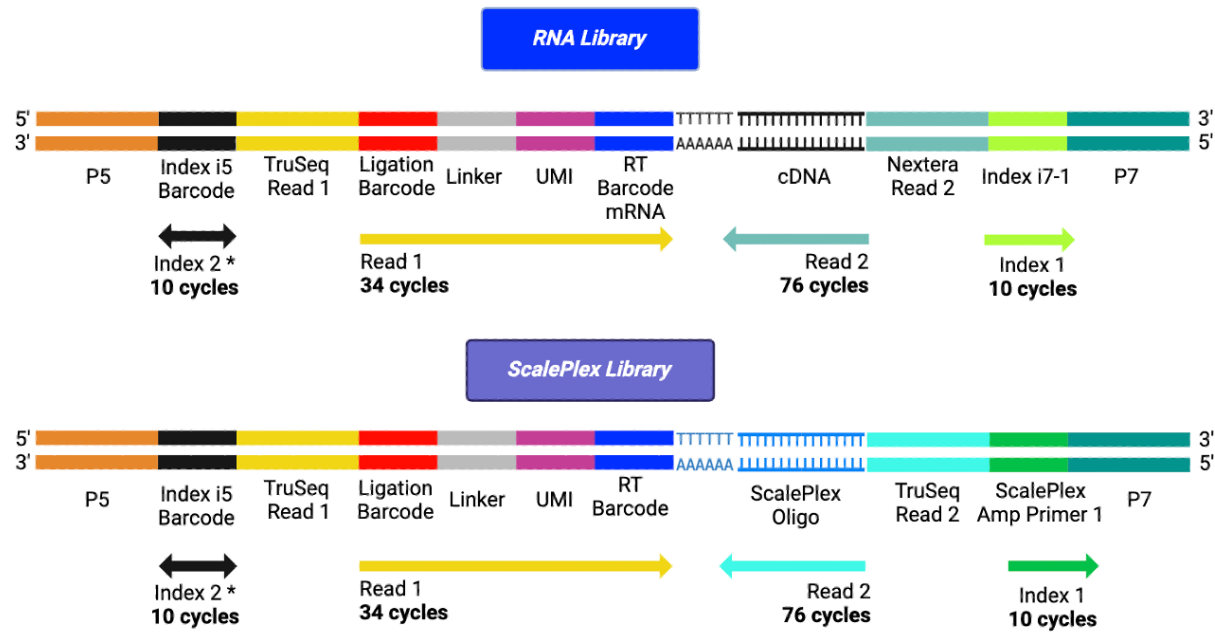 RNA Library
5' TTTTTT 3'
3' AAAAAA 5'
P5
Index i5
Barcode
TruSeq
Read 1
Ligation
Barcode
Linker
UMI
RT
Barcode
mRNA
cDNA
Nextera
Read 2
Index i7-1
P7
Index 2 *
10 cycles
Read 1
34 cycles
Read 2
76 cycles
Index 1
10 cycles
ScalePlex Library
5' TTTTTT 3'
3' AAAAAA 5'
P5
Index i5
Barcode
TruSeq
Read 1
Ligation
Barcode
Linker
UMI
RT
Barcode
ScalePlex
Oligo
TruSeq
Read 2
ScalePlex
Amp Primer 1
P7
Index 2 *
10 cycles
Read 1
34 cycles
Read 2
76 cycles
Index 1
10 cycles